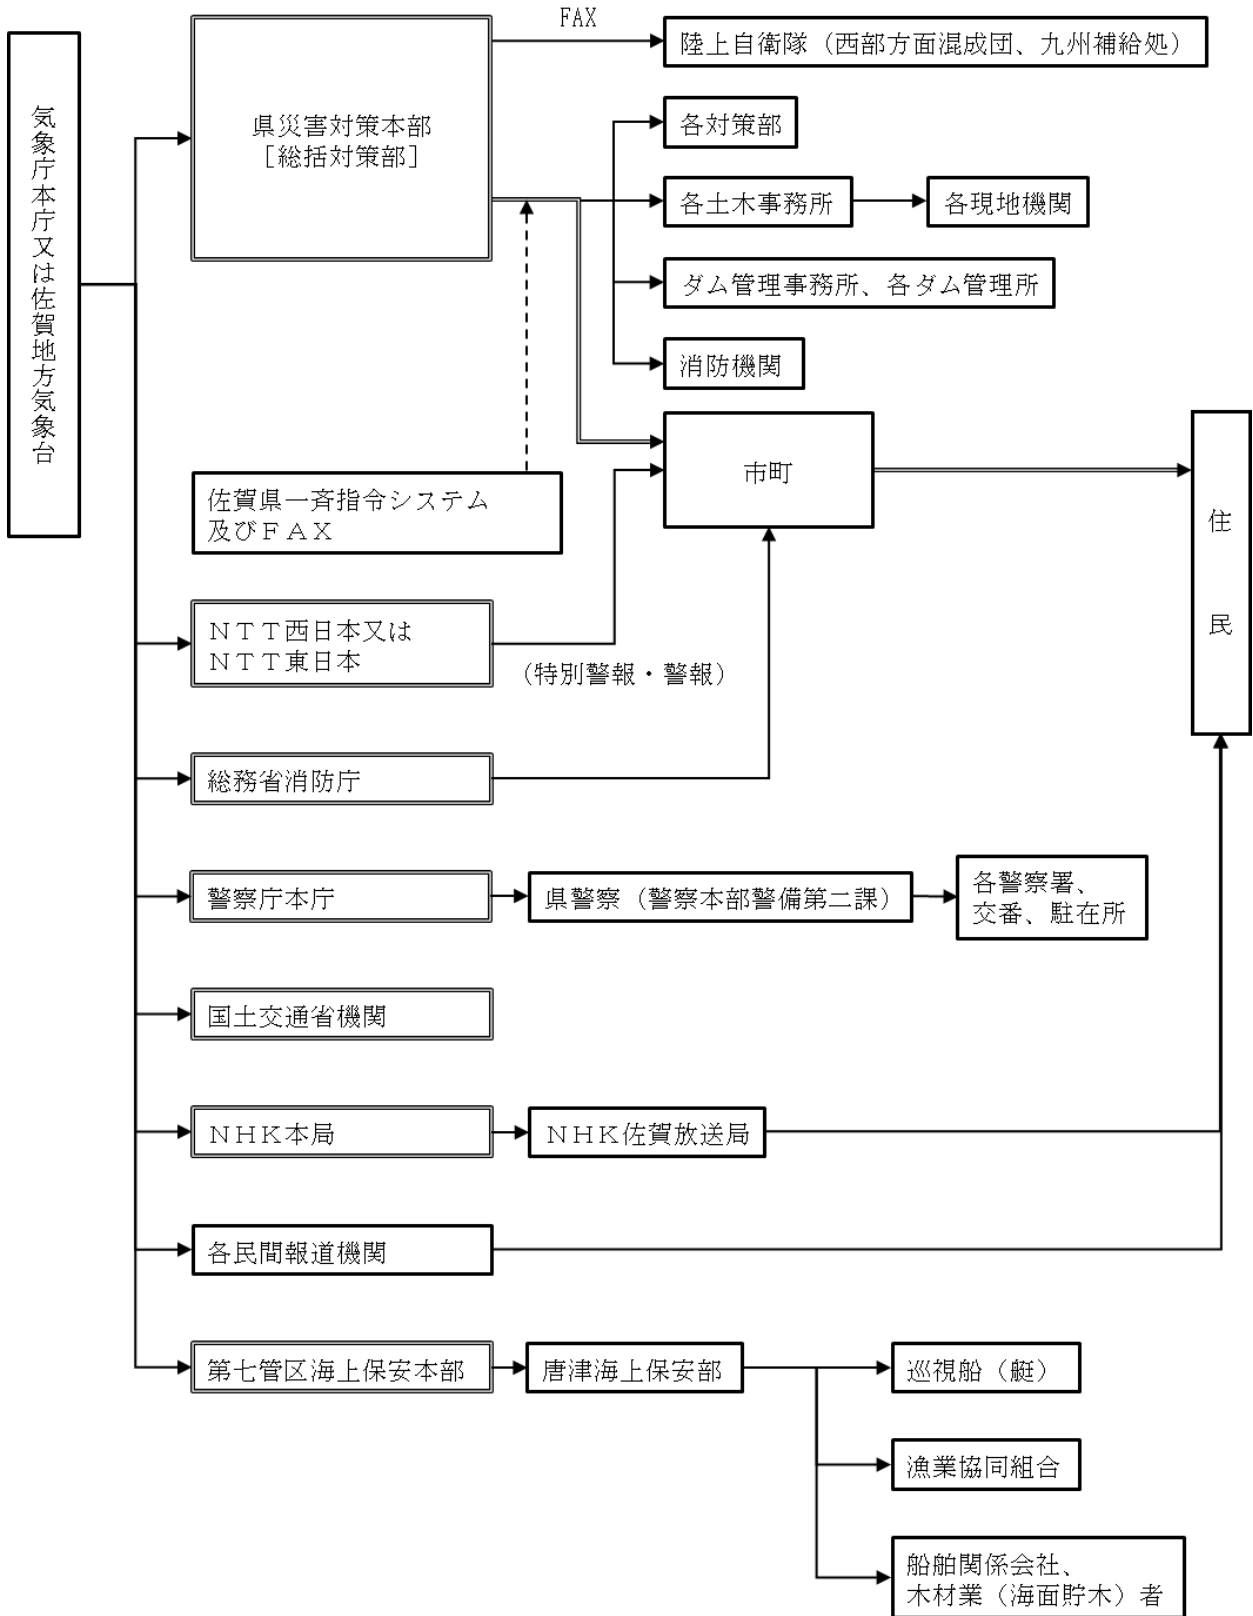 FAX
陸上自衛隊（西部方面混成団、九州補給処）
気象庁本庁又は佐賀地方気象台
県災害対策本部
［総括対策部］
各対策部
各土木事務所
各現地機関
ダム管理事務所、各ダム管理所
消防機関
市町
住民
佐賀県一斉指令システム
及びＦＡＸ
ＮＴＴ西日本又は
ＮＴＴ東日本
（特別警報・警報）
総務省消防庁
警察庁本庁
県警察（警察本部警備第二課）
各警察署、
交番、駐在所
国土交通省機関
ＮＨＫ本局
ＮＨＫ佐賀放送局
各民間報道機関
第七管区海上保安本部
唐津海上保安部
巡視船（艇）
漁業協同組合
船舶関係会社、
木材業（海面貯木）者